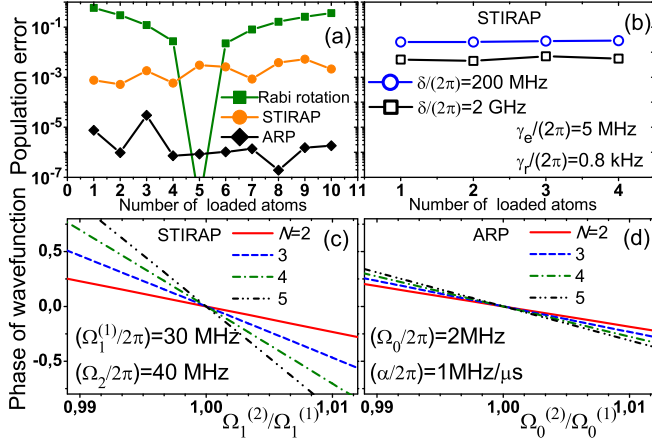 Population error
10⁻¹
10⁻³
10⁻⁵
10⁻⁷
(a)
Rabi rotation
STIRAP
ARP
0 1 2 3 4 5 6 7 8 9 10 11
Number of loaded atoms
STIRAP
(b)
δ/(2π)=200 MHz
δ/(2π)=2 GHz
γₑ/(2π)=5 MHz
γᵣ/(2π)=0.8 kHz
1 2 3 4
Number of loaded atoms
Phase of wavefunction
0.5
0.0
-0.5
STIRAP
(c)
N=2
3
4
5
(Ω₁⁽¹⁾/2π)=30 MHz
(Ω₂/2π)=40 MHz
0,99 1,00 1,01
Ω₁⁽²⁾/Ω₁⁽¹⁾
ARP
(d)
N=2
3
4
5
(Ω₀/2π)=2MHz
(α/2π)=1MHz/μs
0,99 1,00 1,01
Ω₀⁽²⁾/Ω₀⁽¹⁾